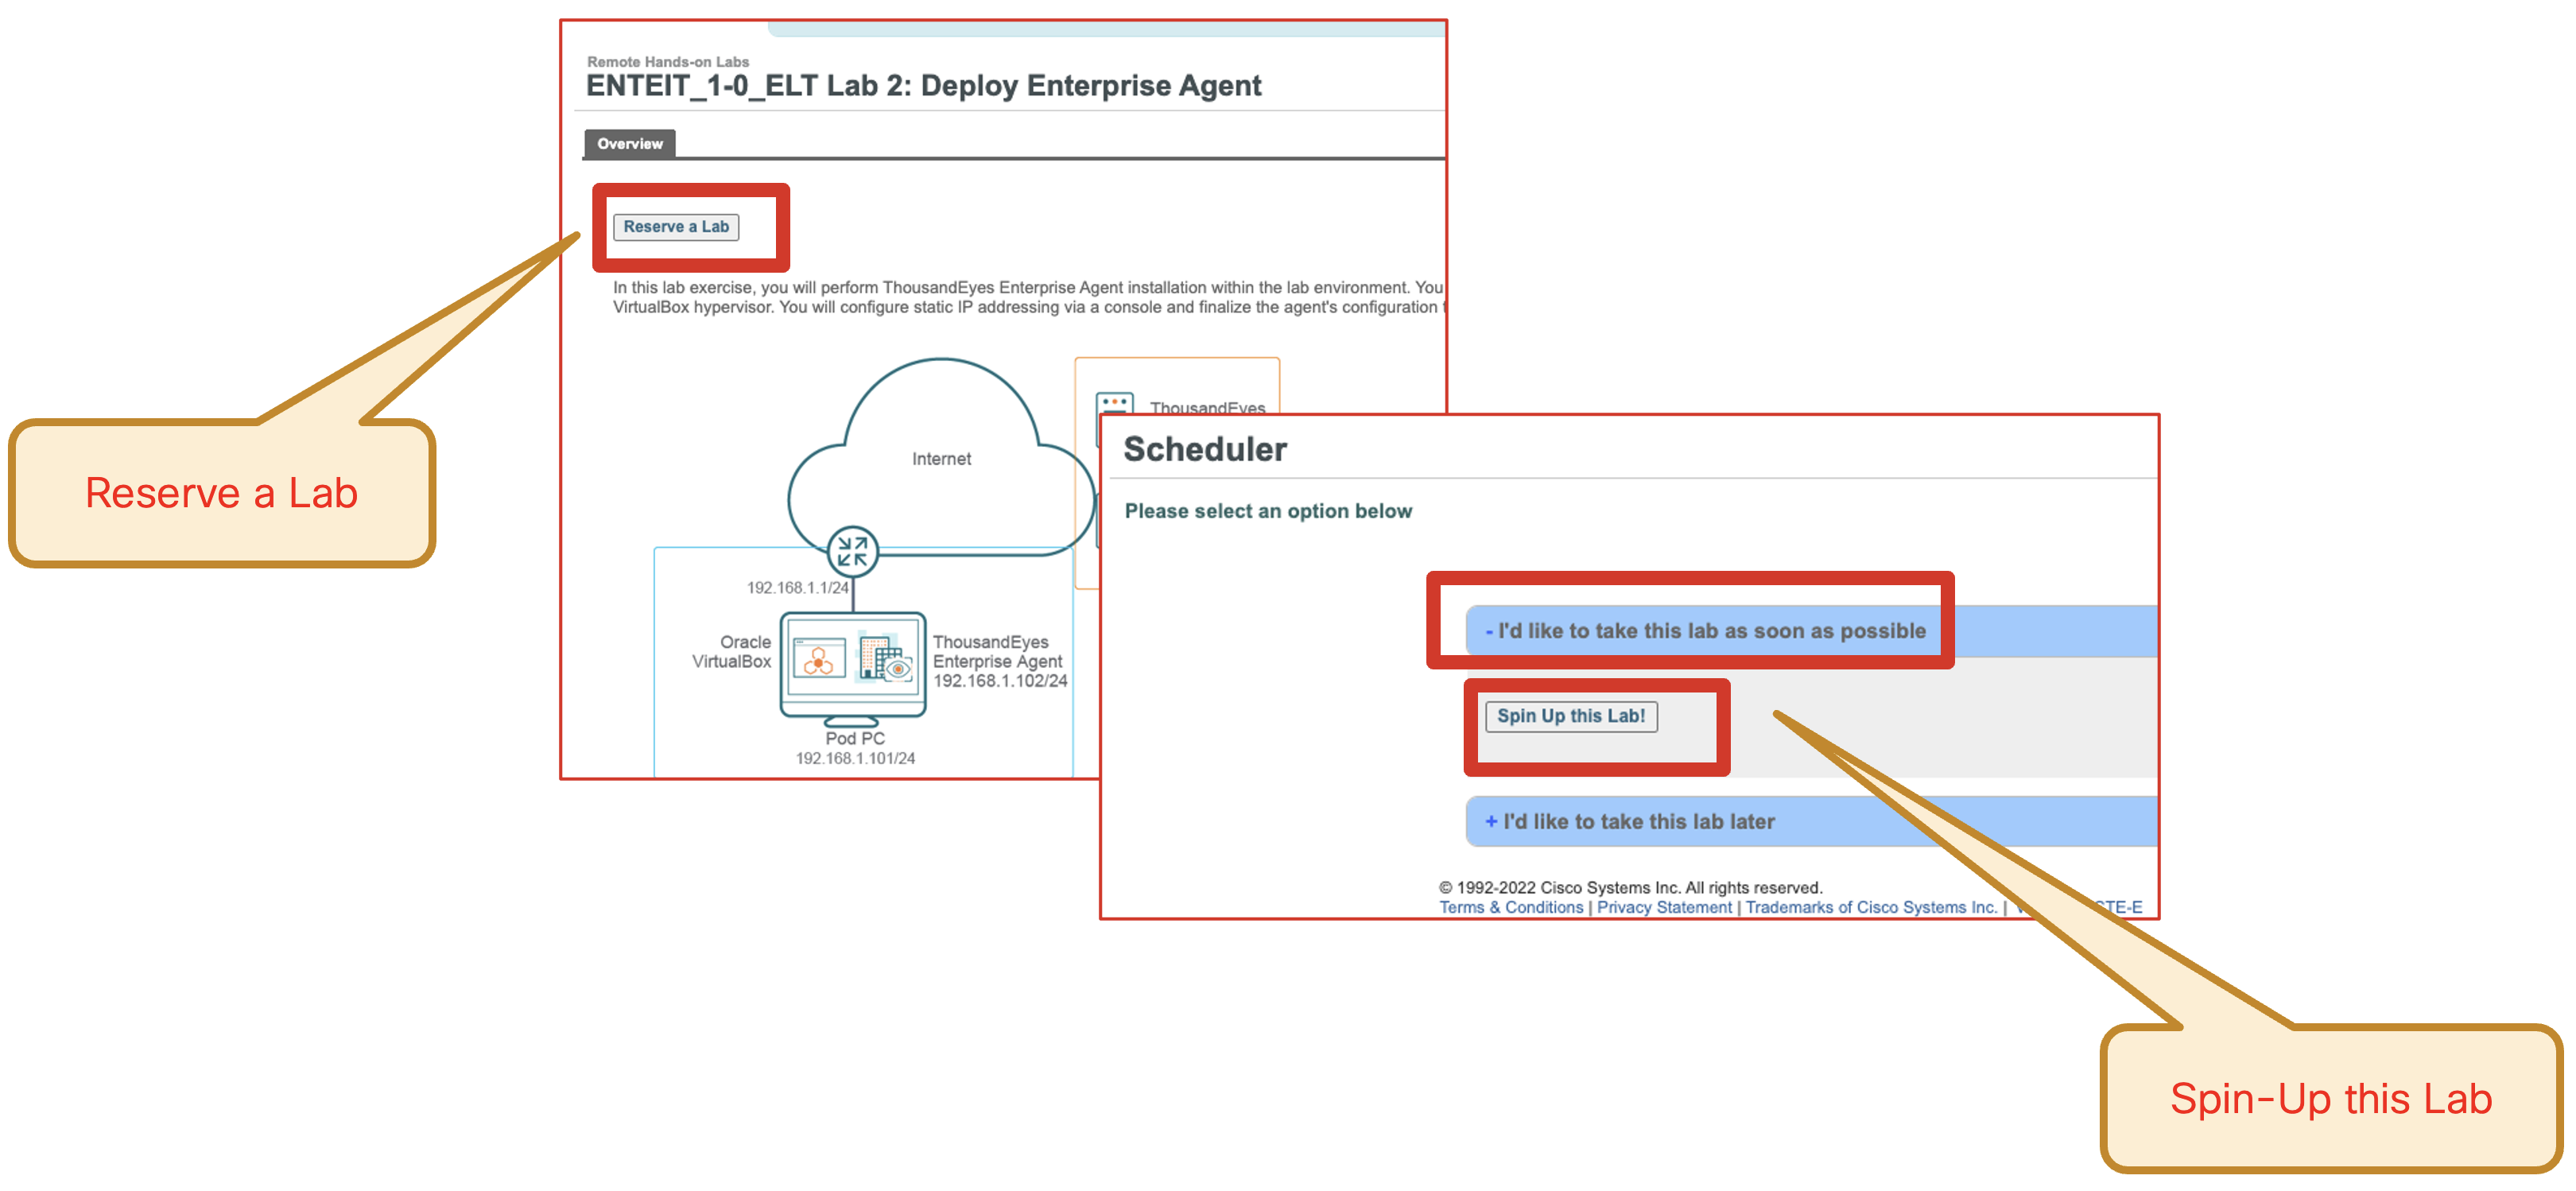 Remote Hands-on Labs
ENTEIT_1-0_ELT Lab 2: Deploy Enterprise Agent
Overview
Reserve a Lab
In this lab exercise, you will perform ThousandEyes Enterprise Agent installation within the lab environment. You
VirtualBox hypervisor. You will configure static IP addressing via a console and finalize the agent's configuration
Internet
ThousandEyes
192.168.1.1/24
Oracle
VirtualBox
ThousandEyes
Enterprise Agent
192.168.1.102/24
Pod PC
192.168.1.101/24
Reserve a Lab
Scheduler
Please select an option below
- I'd like to take this lab as soon as possible
Spin Up this Lab!
+ I'd like to take this lab later
© 1992-2022 Cisco Systems Inc. All rights reserved.
Terms & Conditions | Privacy Statement | Trademarks of Cisco Systems Inc. |
Spin-Up this Lab